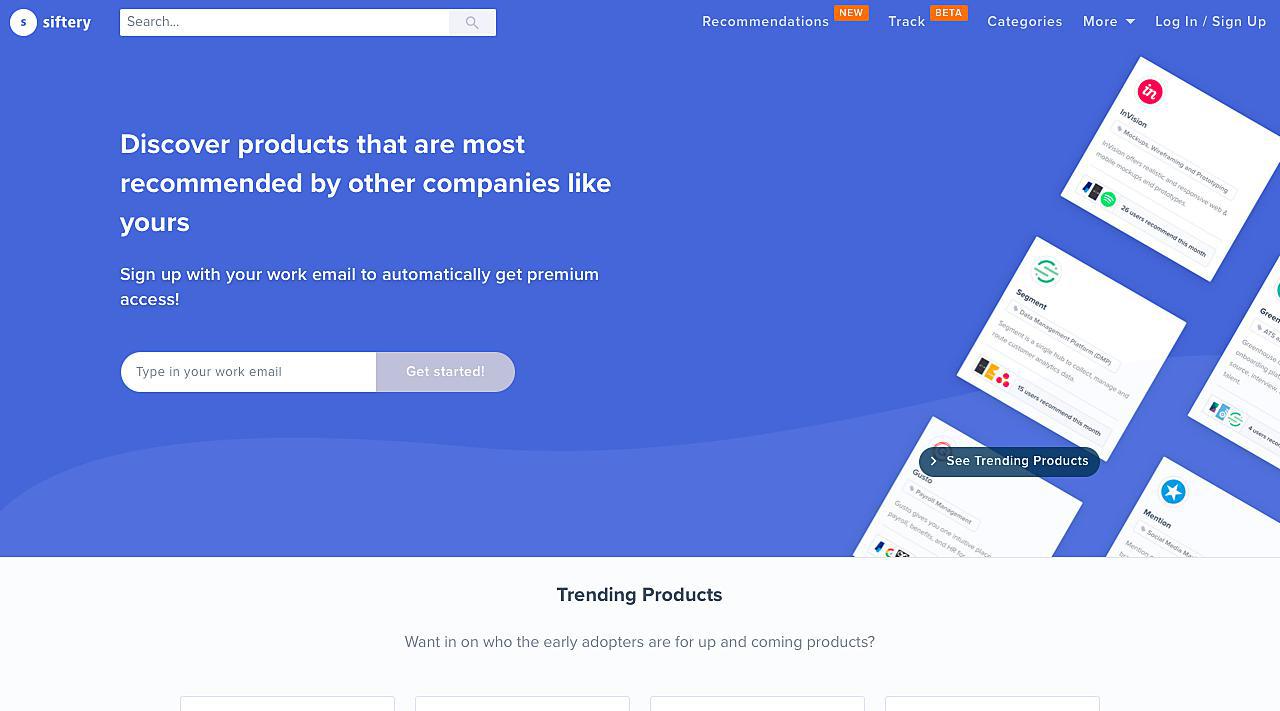 s siftery
Search...
Recommendations NEW
Track BETA
Categories
More
Log In / Sign Up
Discover products that are most
recommended by other companies like
yours
Sign up with your work email to automatically get premium
access!
Type in your work email
Get started!
in
InVision
Mockups, Wireframing and Prototyping
InVision offers realistic and responsive web &
mobile mockups and prototypes.
26 users recommend this month
Segment
Data Management Platform (DMP)
Segment is a single hub to collect, manage and
route customer analytics data.
15 users recommend this month
Green
ATS a
Greenhouse
onboarding plat
source, interview,
talent.
4 users reco
See Trending Products
Gusto
Payroll Management
Gusto gives you one intuitive place
payroll, benefits, and HR fo
Mention
Social Media Ma
Mention
Trending Products
Want in on who the early adopters are for up and coming products?